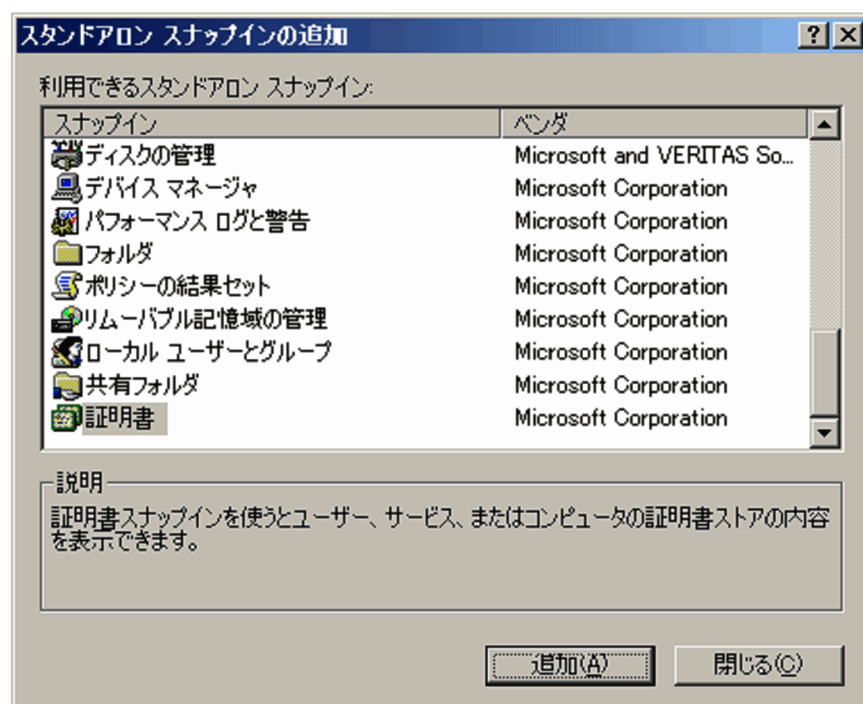 スタンドアロン スナップインの追加
利用できるスタンドアロン スナップイン:
スナップイン ベンダ
ディスクの管理 Microsoft and VERITAS So...
デバイス マネージャ Microsoft Corporation
パフォーマンス ログと警告 Microsoft Corporation
フォルダ Microsoft Corporation
ポリシーの結果セット Microsoft Corporation
リムーバブル記憶域の管理 Microsoft Corporation
ローカル ユーザーとグループ Microsoft Corporation
共有フォルダ Microsoft Corporation
証明書 Microsoft Corporation
説明
証明書スナップインを使うとユーザー、サービス、またはコンピュータの証明書ストアの内容
を表示できます。
追加(A) 閉じる(C)